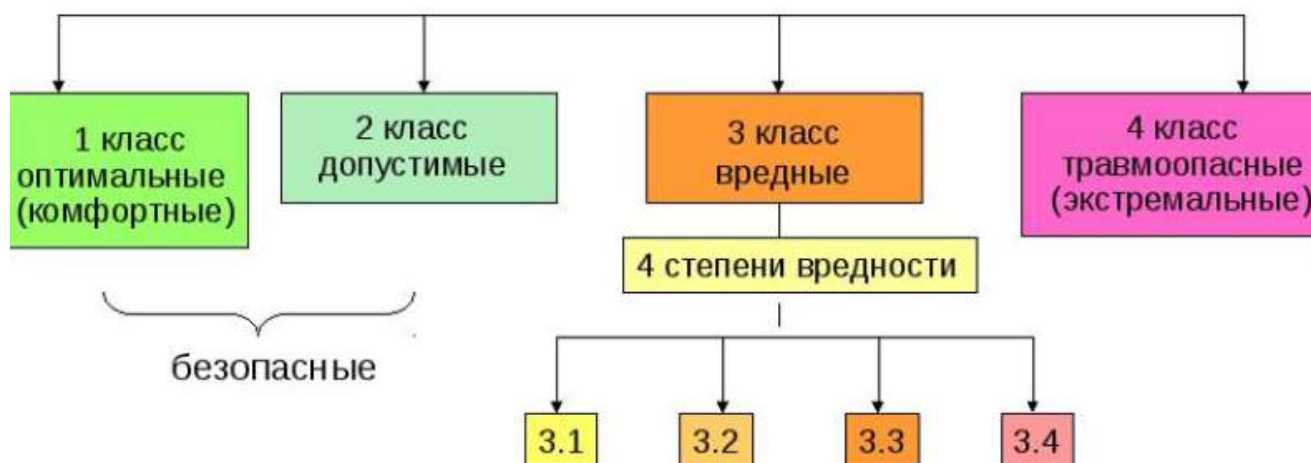 1 класс
оптимальные
(комфортные)
2 класс
допустимые
3 класс
вредные
4 класс
травмоопасные
(экстремальные)
4 степени вредности
безопасные
3.1
3.2
3.3
3.4